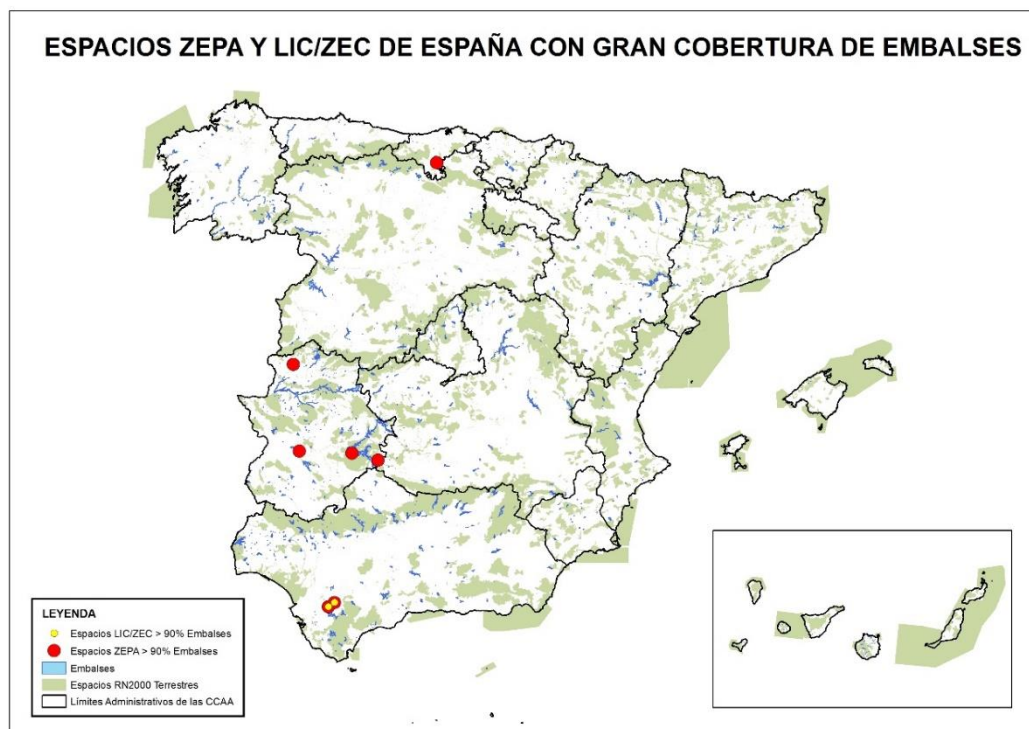 ESPACIOS ZEPA Y LIC/ZEC DE ESPAÑA CON GRAN COBERTURA DE EMBALSES
LEYENDA
Espacios LIC/ZEC > 90% Embalses
Espacios ZEPA > 90% Embalses
Embalses
Espacios RN2000 Terrestres
Límites Administrativos de las CCAA